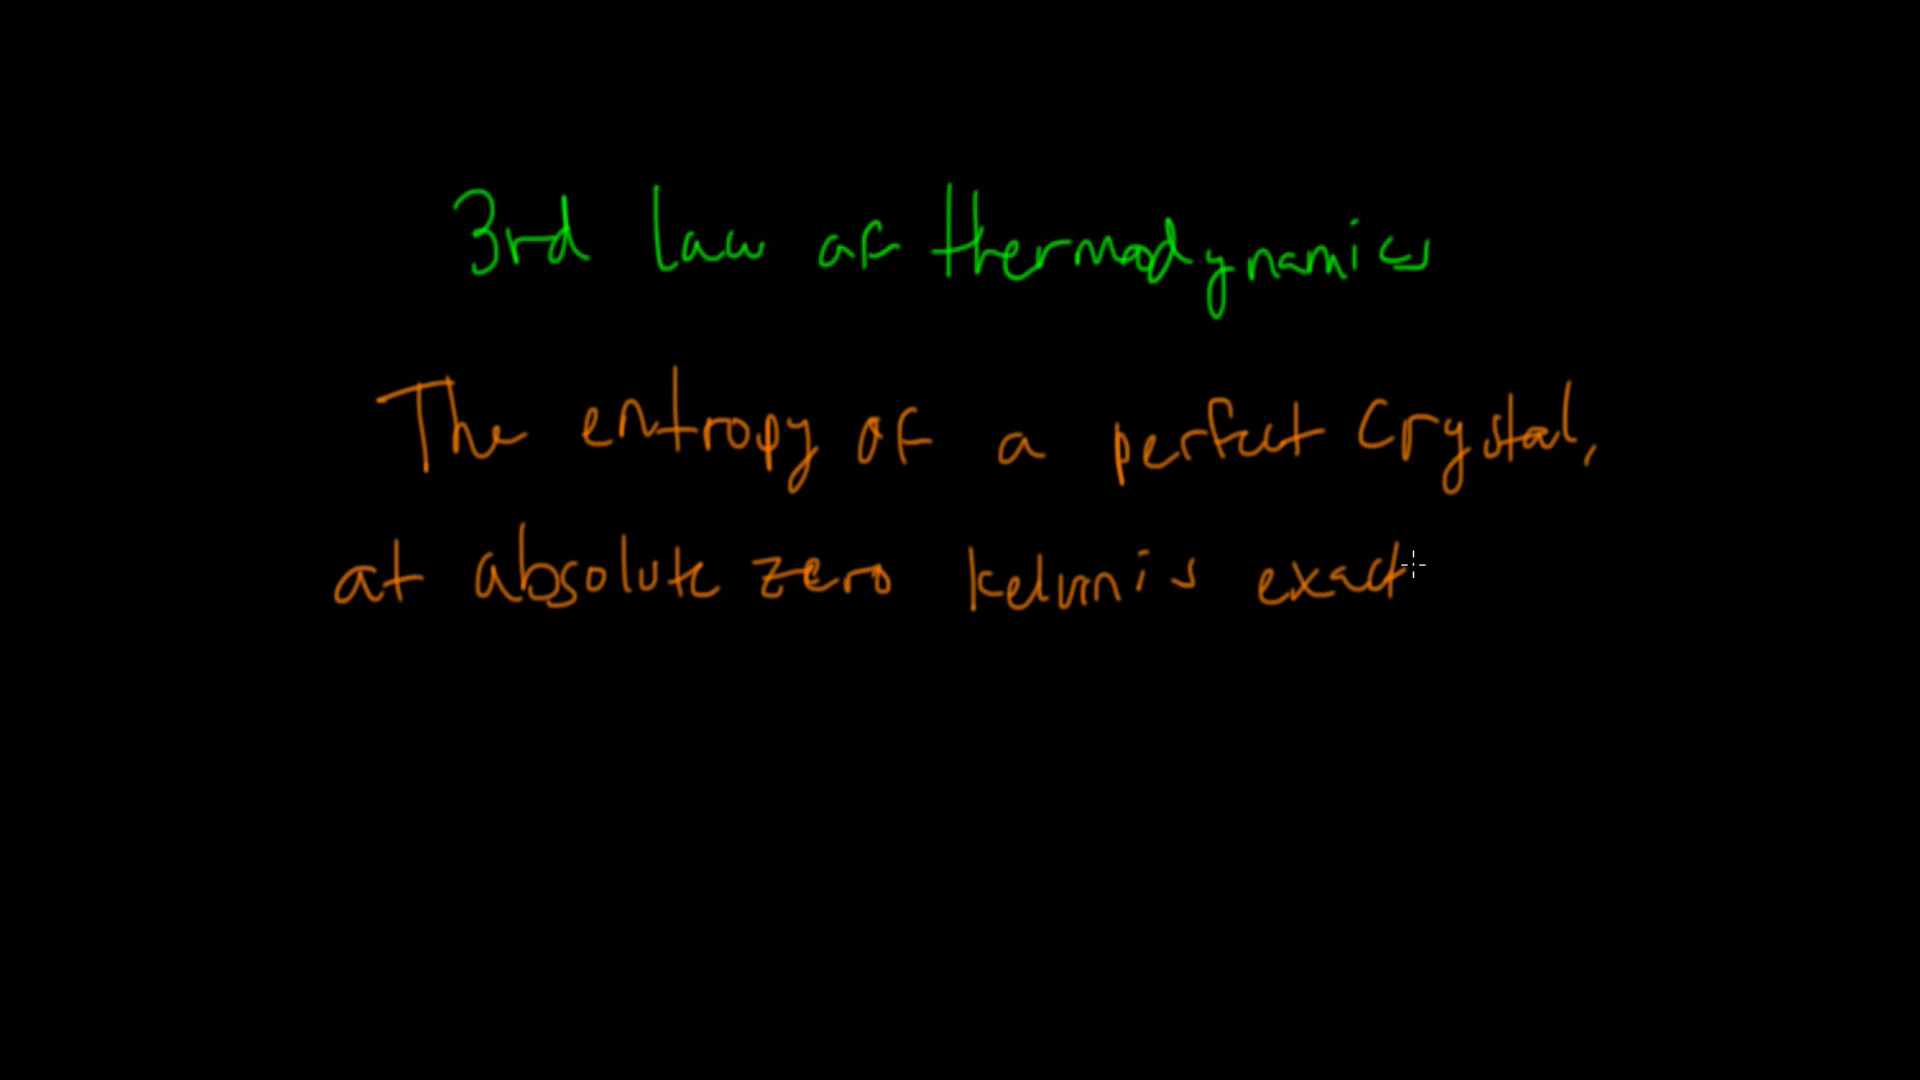 3rd law of thermodynamics
The entropy of a perfect crystal,
at absolute zero kelvin is exact